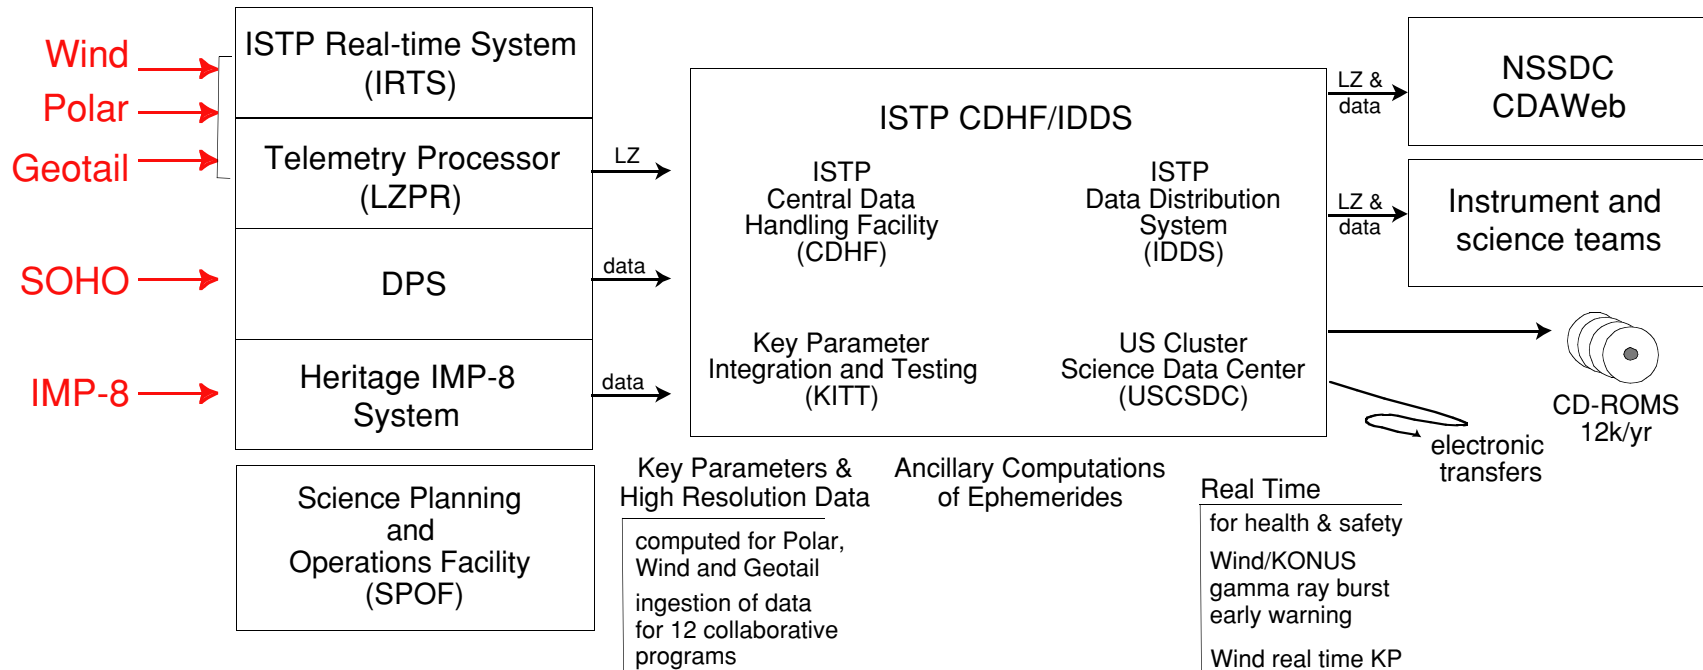 Wind
Polar
Geotail
SOHO
IMP-8
ISTP Real-time System
(IRTS)
Telemetry Processor
(LZPR)
DPS
Heritage IMP-8
System
Science Planning
and
Operations Facility
(SPOF)
LZ
data
data
ISTP CDHF/IDDS
ISTP
Central Data
Handling Facility
(CDHF)
ISTP
Data Distribution
System
(IDDS)
Key Parameter
Integration and Testing
(KITT)
US Cluster
Science Data Center
(USCSDC)
LZ &
data
LZ &
data
NSSDC
CDAWeb
Instrument and
science teams
CD-ROMS
12k/yr
electronic
transfers
Key Parameters &
High Resolution Data
computed for Polar,
Wind and Geotail
ingestion of data
for 12 collaborative
programs
Ancillary Computations
of Ephemerides
Real Time
for health & safety
Wind/KONUS
gamma ray burst
early warning
Wind real time KP